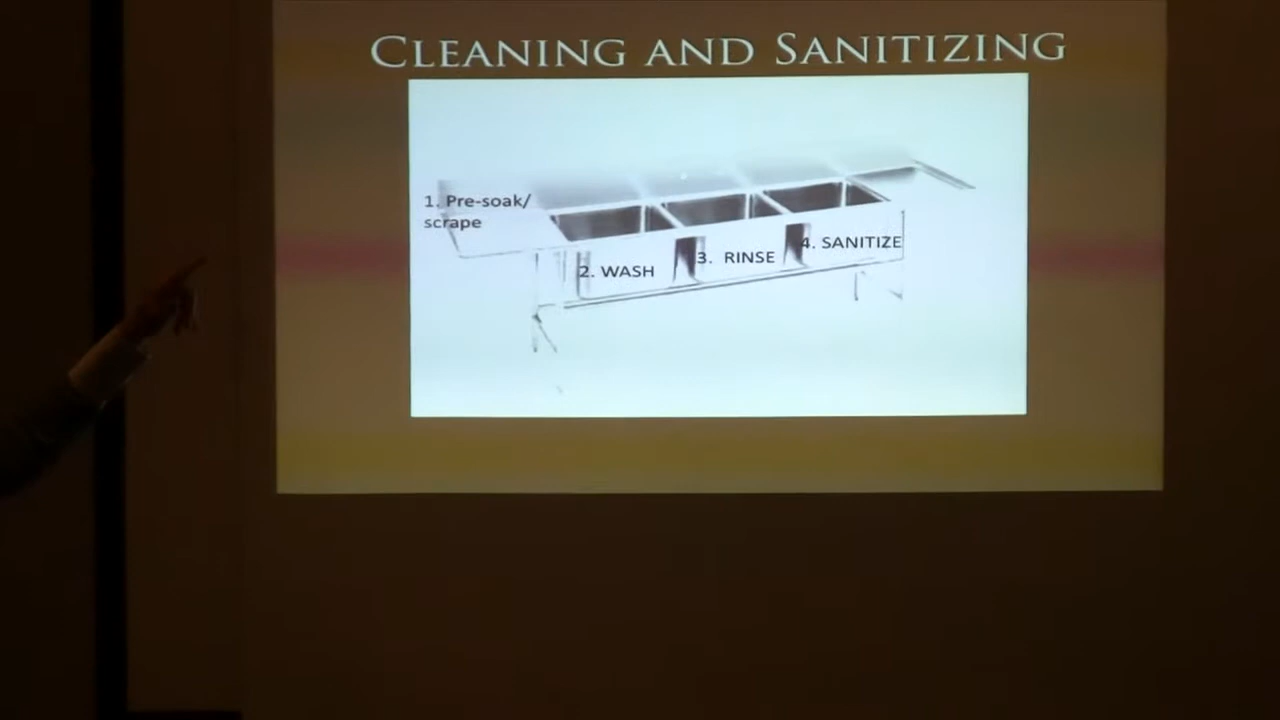 CLEANING AND SANITIZING
1. Pre-soak/
scrape
2. WASH
3. RINSE
4. SANITIZE